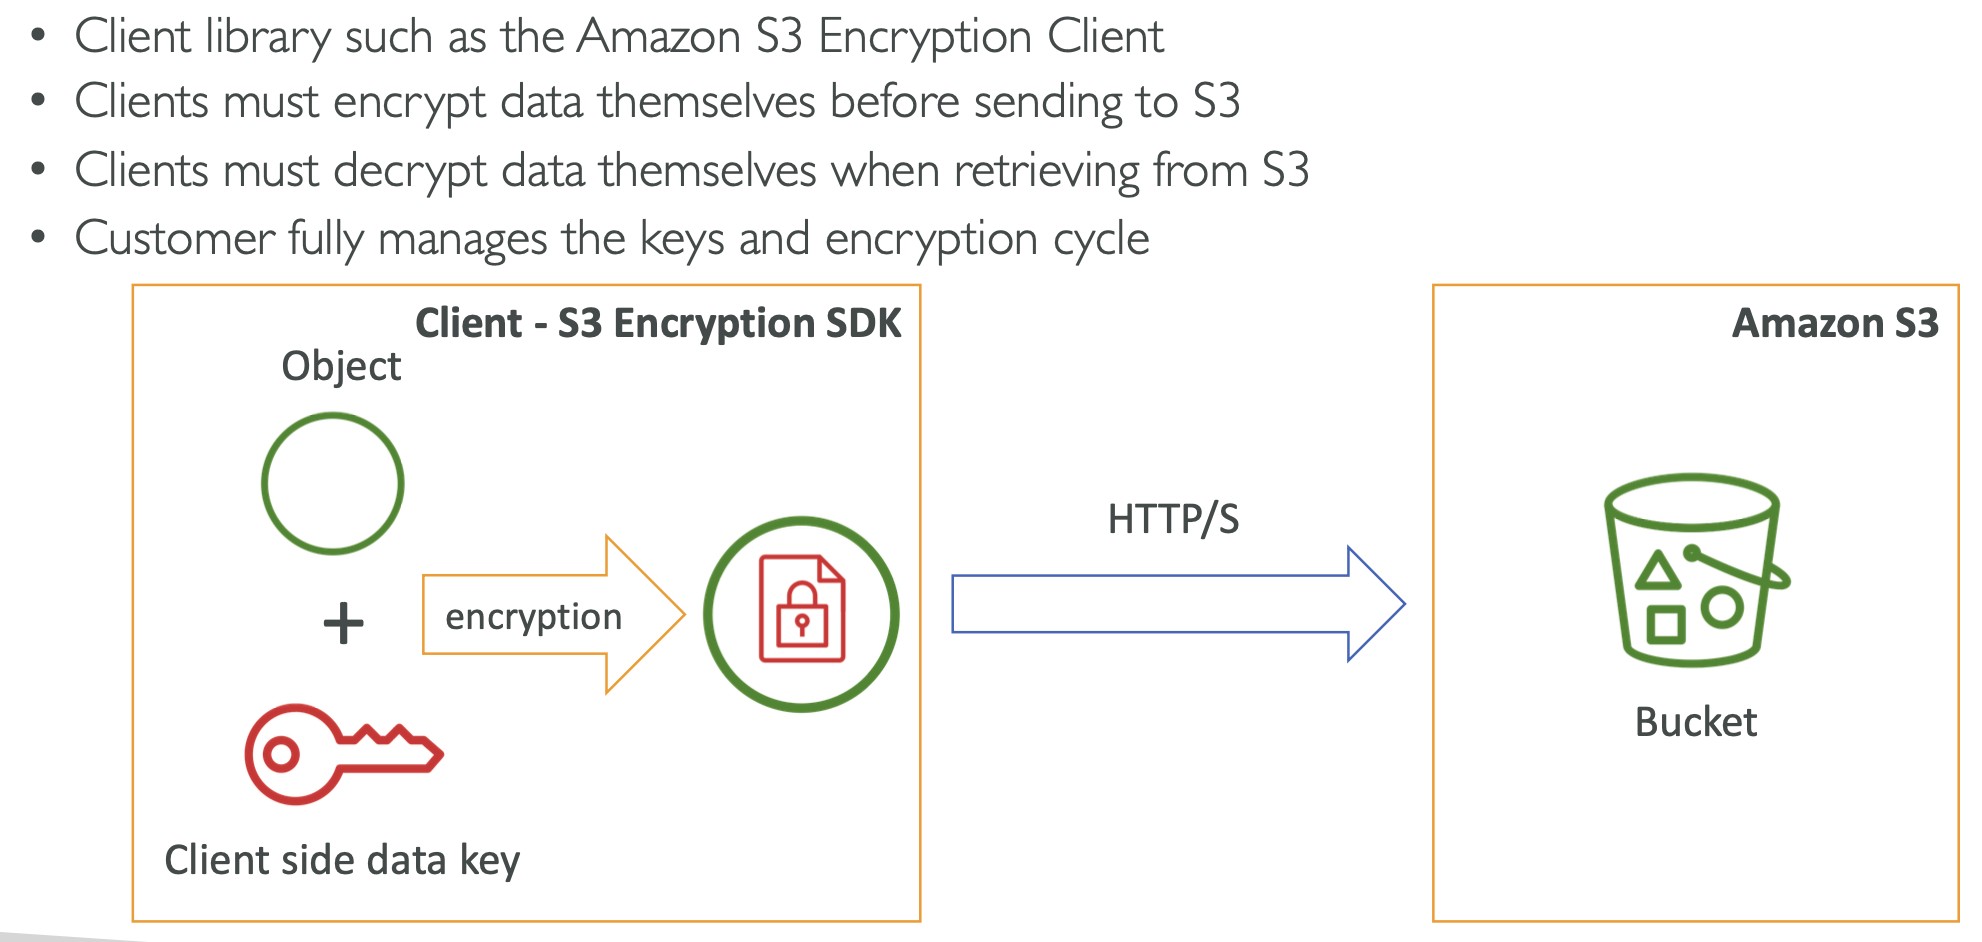 • Client library such as the Amazon S3 Encryption Client
• Clients must encrypt data themselves before sending to S3
• Clients must decrypt data themselves when retrieving from S3
• Customer fully manages the keys and encryption cycle
Client - S3 Encryption SDK
Object
+
encryption
Client side data key
HTTP/S
Amazon S3
Bucket